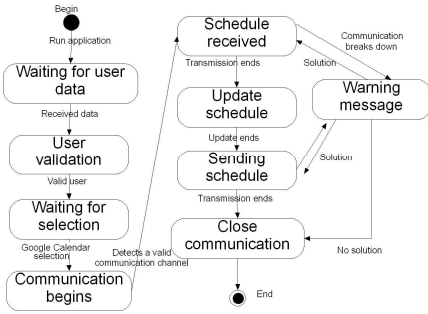 Begin
Run application
Waiting for user
data
Received data
User
validation
Valid user
Waiting for
selection
Google Calendar
selection
Communication
begins
Detects a valid
communication channel
Schedule
received
Transmission ends
Update
schedule
Update ends
Sending
schedule
Transmission ends
Close
communication
End
Communication
breaks down
Solution
Warning
message
Solution
No solution